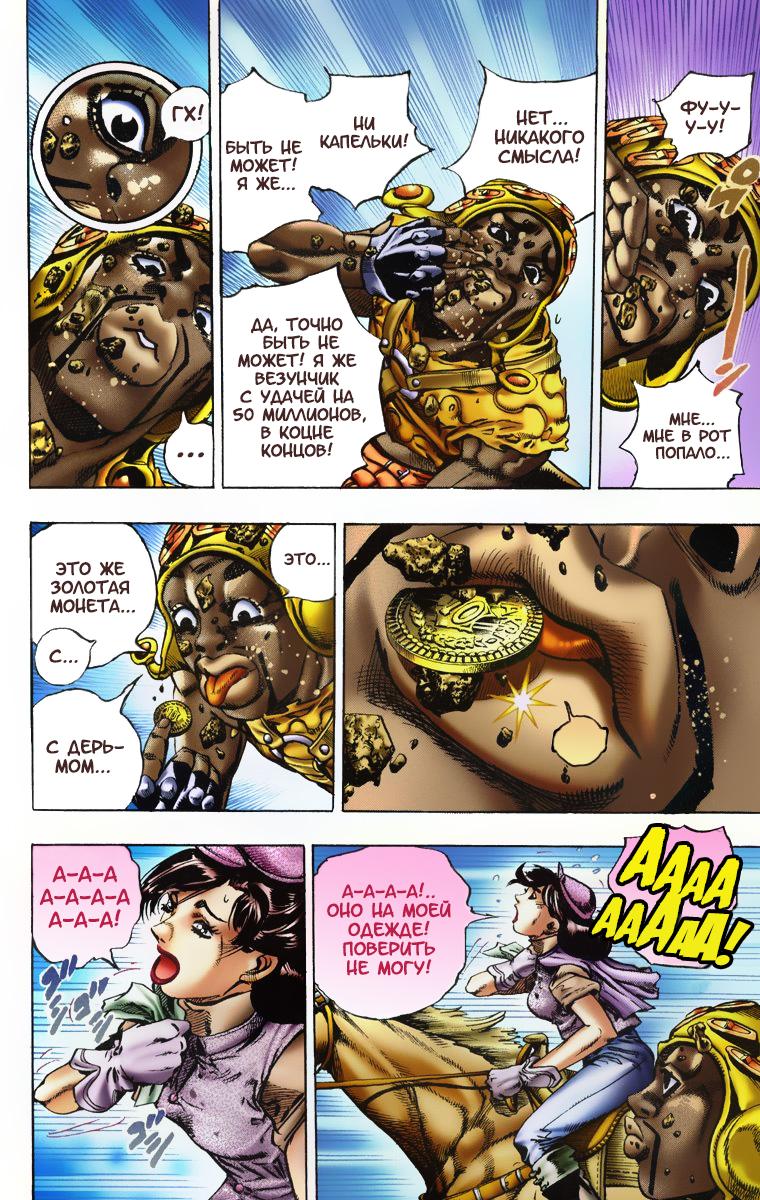 ФУ-У-
У-У!
МНЕ...
МНЕ В РОТ
ПОПАЛО...
НЕТ...
НИКАКОГО
СМЫСЛА!
НИ
КАПЕЛЬКИ!
БЫТЬ НЕ
МОЖЕТ!
Я ЖЕ...
ДА, ТОЧНО
БЫТЬ НЕ
МОЖЕТ! Я ЖЕ
ВЕЗУНЧИК
С УДАЧЕЙ НА
50 МИЛЛИОНОВ,
В КОЦНЕ
КОНЦОВ!
ГХ!
...
ЭТО...
ЭТО ЖЕ
ЗОЛОТАЯ
МОНЕТА...
С...
С ДЕРЬ-
МОМ...
ААAA
AAAAA!
А-А-А-А!..
ОНО НА МОЕЙ
ОДЕЖДЕ!
ПОВЕРИТЬ
НЕ МОГУ!
А-А-А
А-А-А-А
А-А-А!